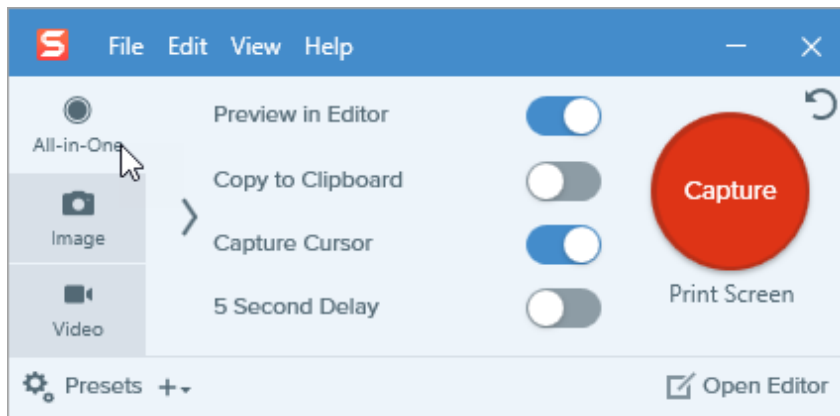 S
File Edit View Help
All-in-One
Image
Video
Preview in Editor
Copy to Clipboard
Capture Cursor
5 Second Delay
Capture
Print Screen
Presets
Open Editor